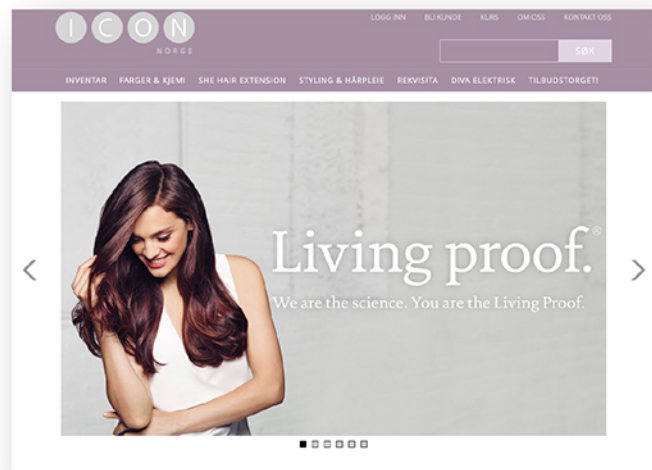 ICON
NORGE
LOGG INN BLI KUNDE KURS OM OSS KONTAKT OSS
SØK
INVENTAR FARGER & KJEMI SHE HAIR EXTENSION STYLING & HÅRPLEIE REKVISITA DIVA ELEKTRISK TILBUDSTORGET!
Living proof.®
We are the science. You are the Living Proof.